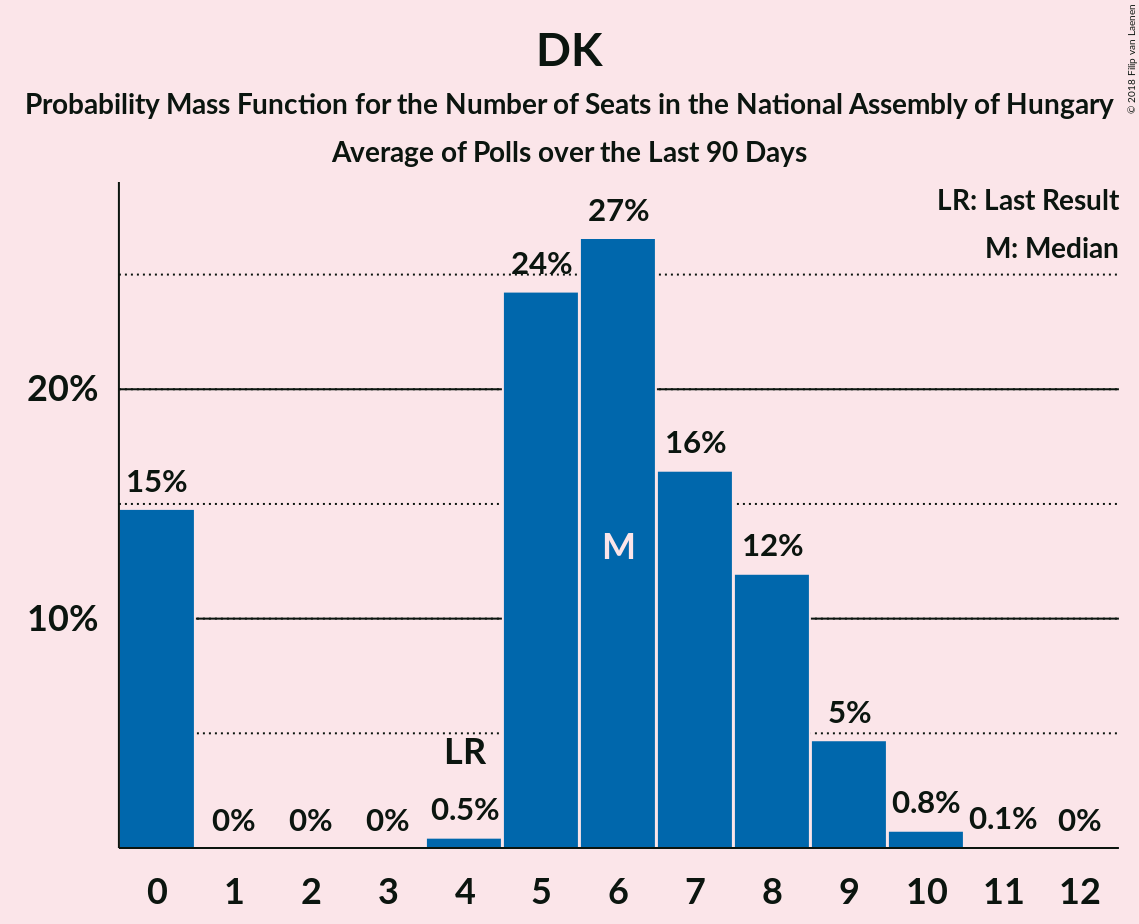 DK
Probability Mass Function for the Number of Seats in the National Assembly of Hungary
Average of Polls over the Last 90 Days
© 2018 Filip van Laenen
LR: Last Result
M: Median
27%
24%
20%
16%
15%
12%
M
10%
5%
LR
0.5%
0.8%
0.1%
0%
0%
0%
0%
0 1 2 3 4 5 6 7 8 9 10 11 12